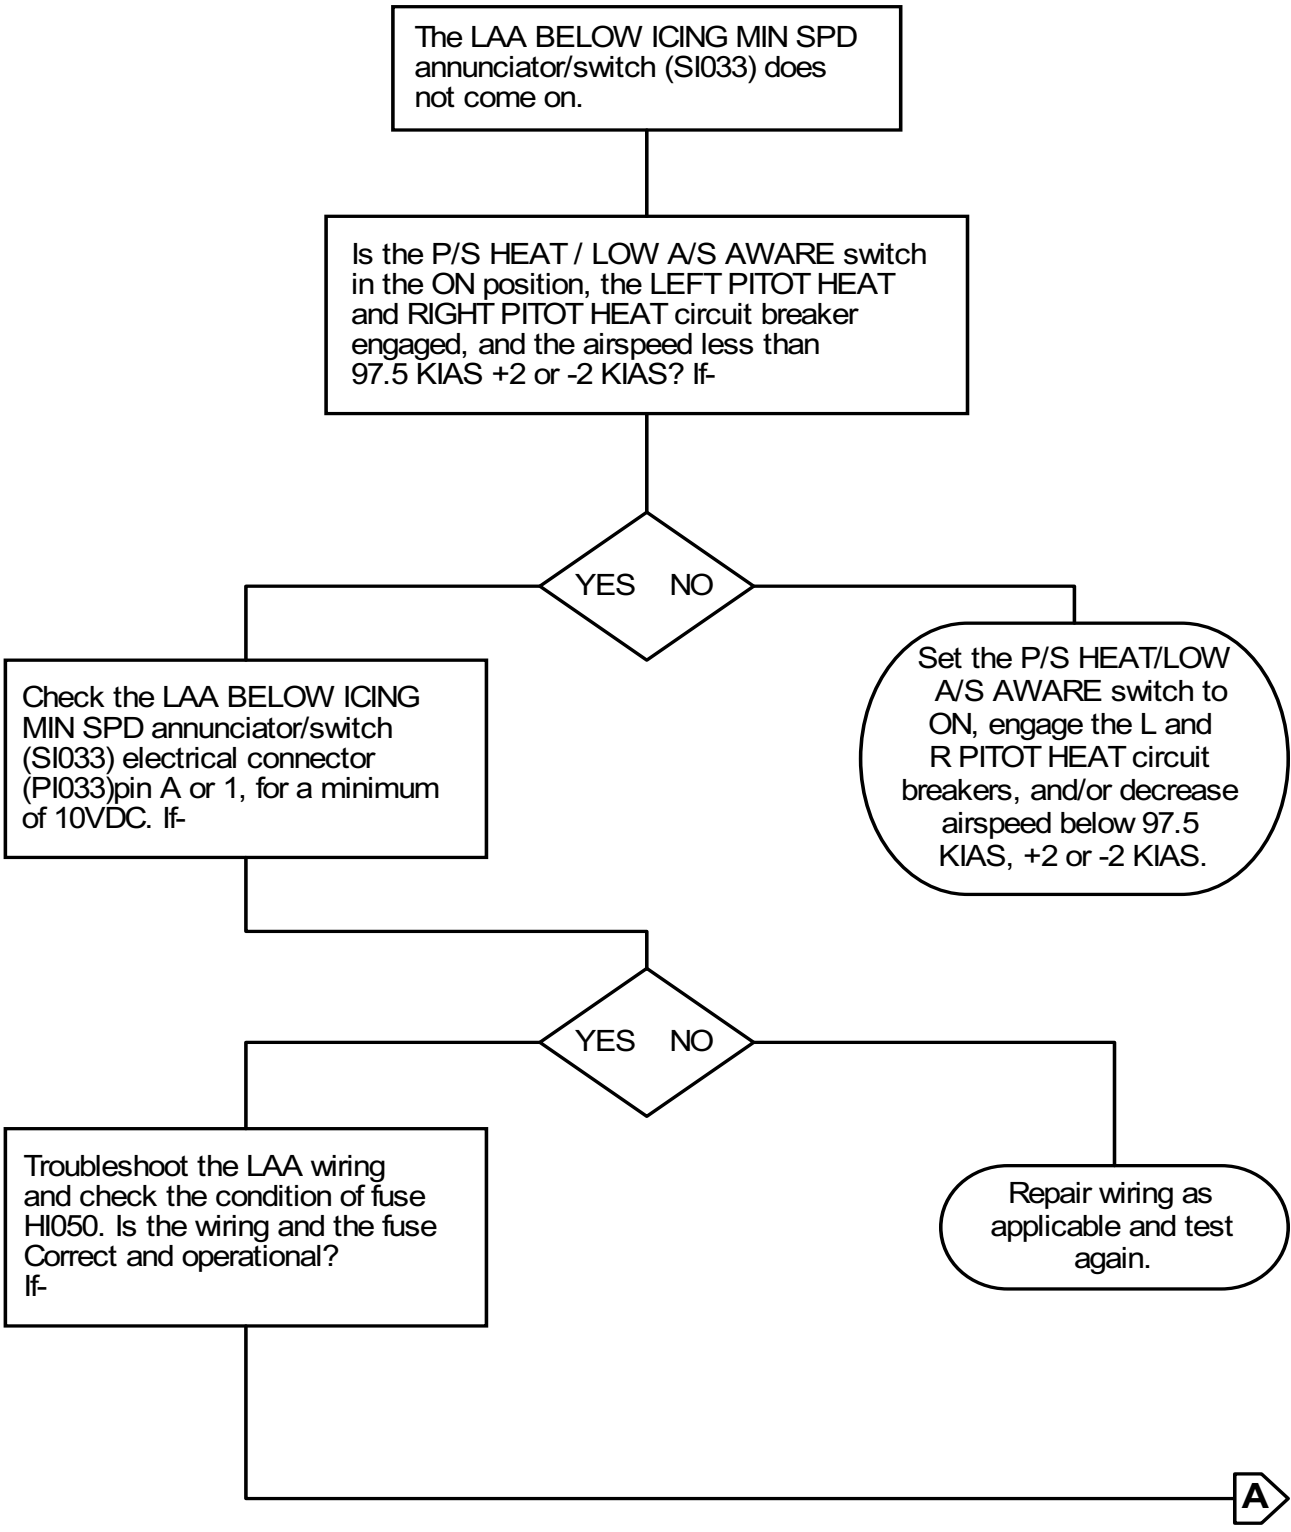 The LAA BELOW ICING MIN SPD
annunciator/switch (SI033) does
not come on.
Is the P/S HEAT / LOW A/S AWARE switch
in the ON position, the LEFT PITOT HEAT
and RIGHT PITOT HEAT circuit breaker
engaged, and the airspeed less than
97.5 KIAS +2 or -2 KIAS? If-
YES NO
Check the LAA BELOW ICING
MIN SPD annunciator/switch
(SI033) electrical connector
(PI033)pin A or 1, for a minimum
of 10VDC. If-
Set the P/S HEAT/LOW
A/S AWARE switch to
ON, engage the L and
R PITOT HEAT circuit
breakers, and/or decrease
airspeed below 97.5
KIAS, +2 or -2 KIAS.
YES NO
Troubleshoot the LAA wiring
and check the condition of fuse
HI050. Is the wiring and the fuse
Correct and operational?
If-
Repair wiring as
applicable and test
again.
A